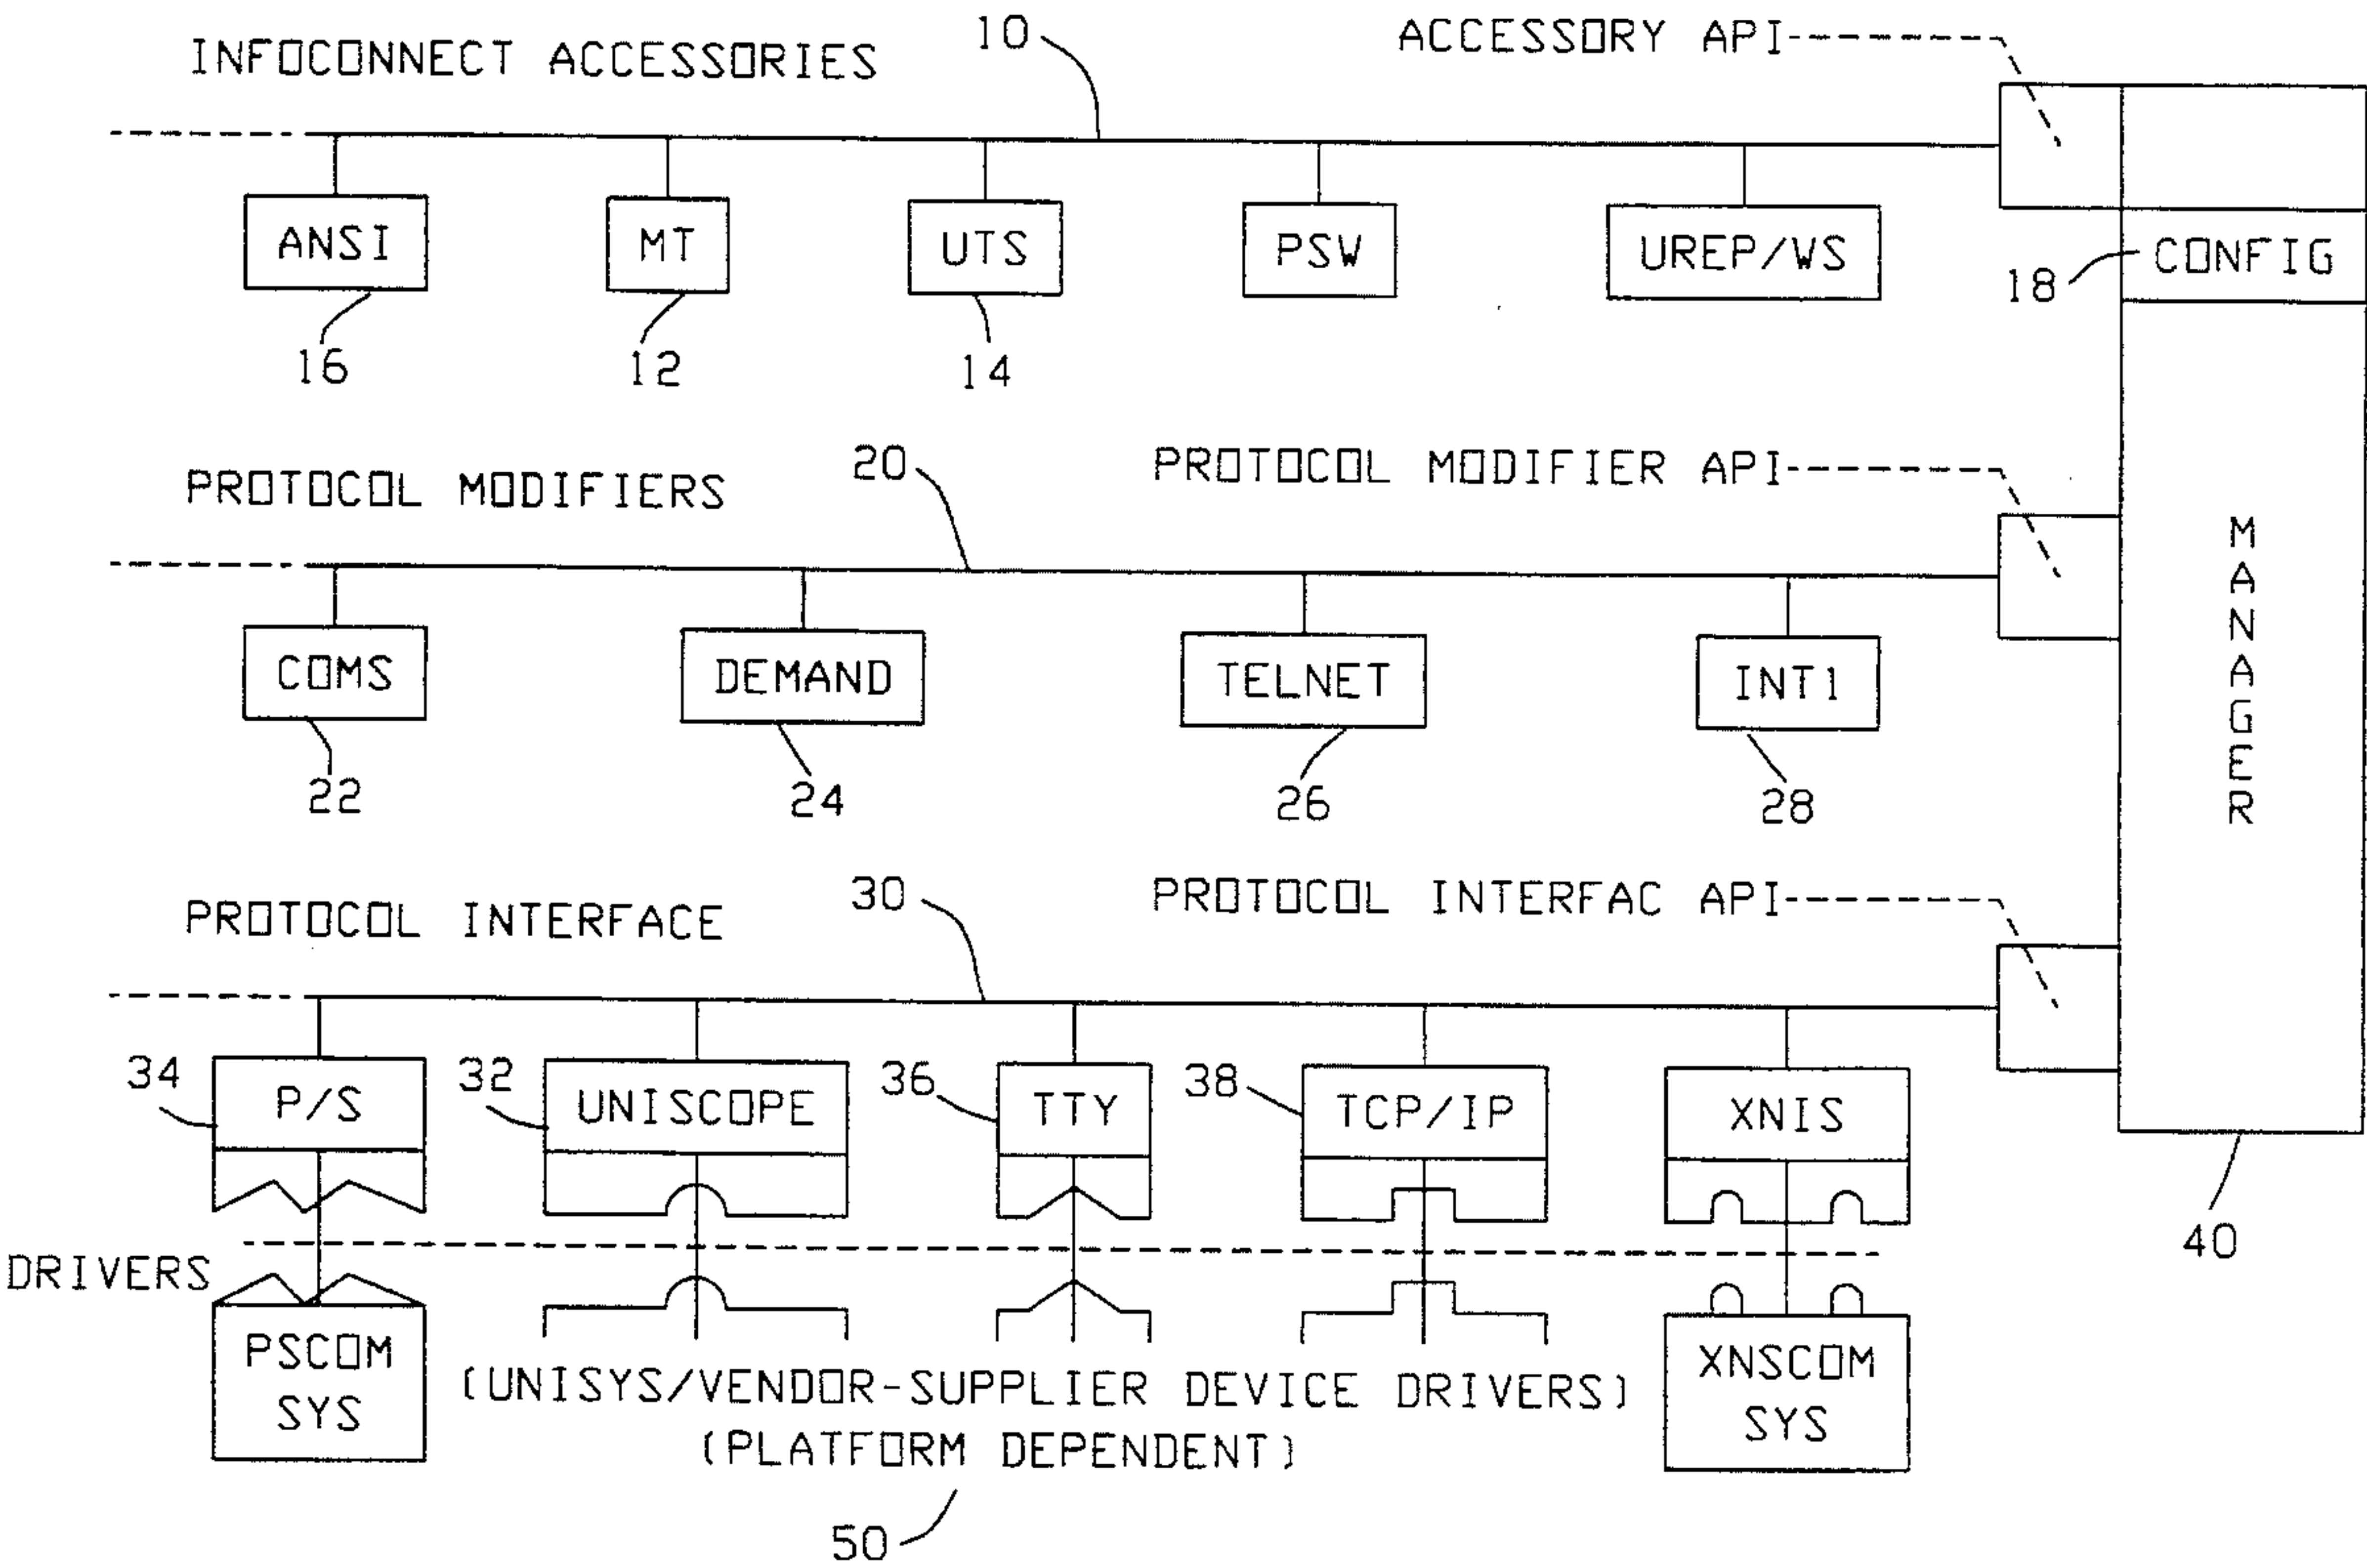 INFOCONNECT ACCESSORIES
10
ACCESSORY API
ANSI
MT
UTS
PSW
UREP/WS
CONFIG
18
16
12
14
PROTOCOL MODIFIERS
20
PROTOCOL MODIFIER API
MANAGER
COMS
DEMAND
TELNET
INT1
22
24
26
28
PROTOCOL INTERFACE
30
PROTOCOL INTERFAC API
34
P/S
32
UNISCOPE
36
TTY
38
TCP/IP
XNIS
40
DRIVERS
PSCOM
SYS
(UNISYS/VENDOR-SUPPLIER DEVICE DRIVERS)
(PLATFORM DEPENDENT)
XNSCOM
SYS
50